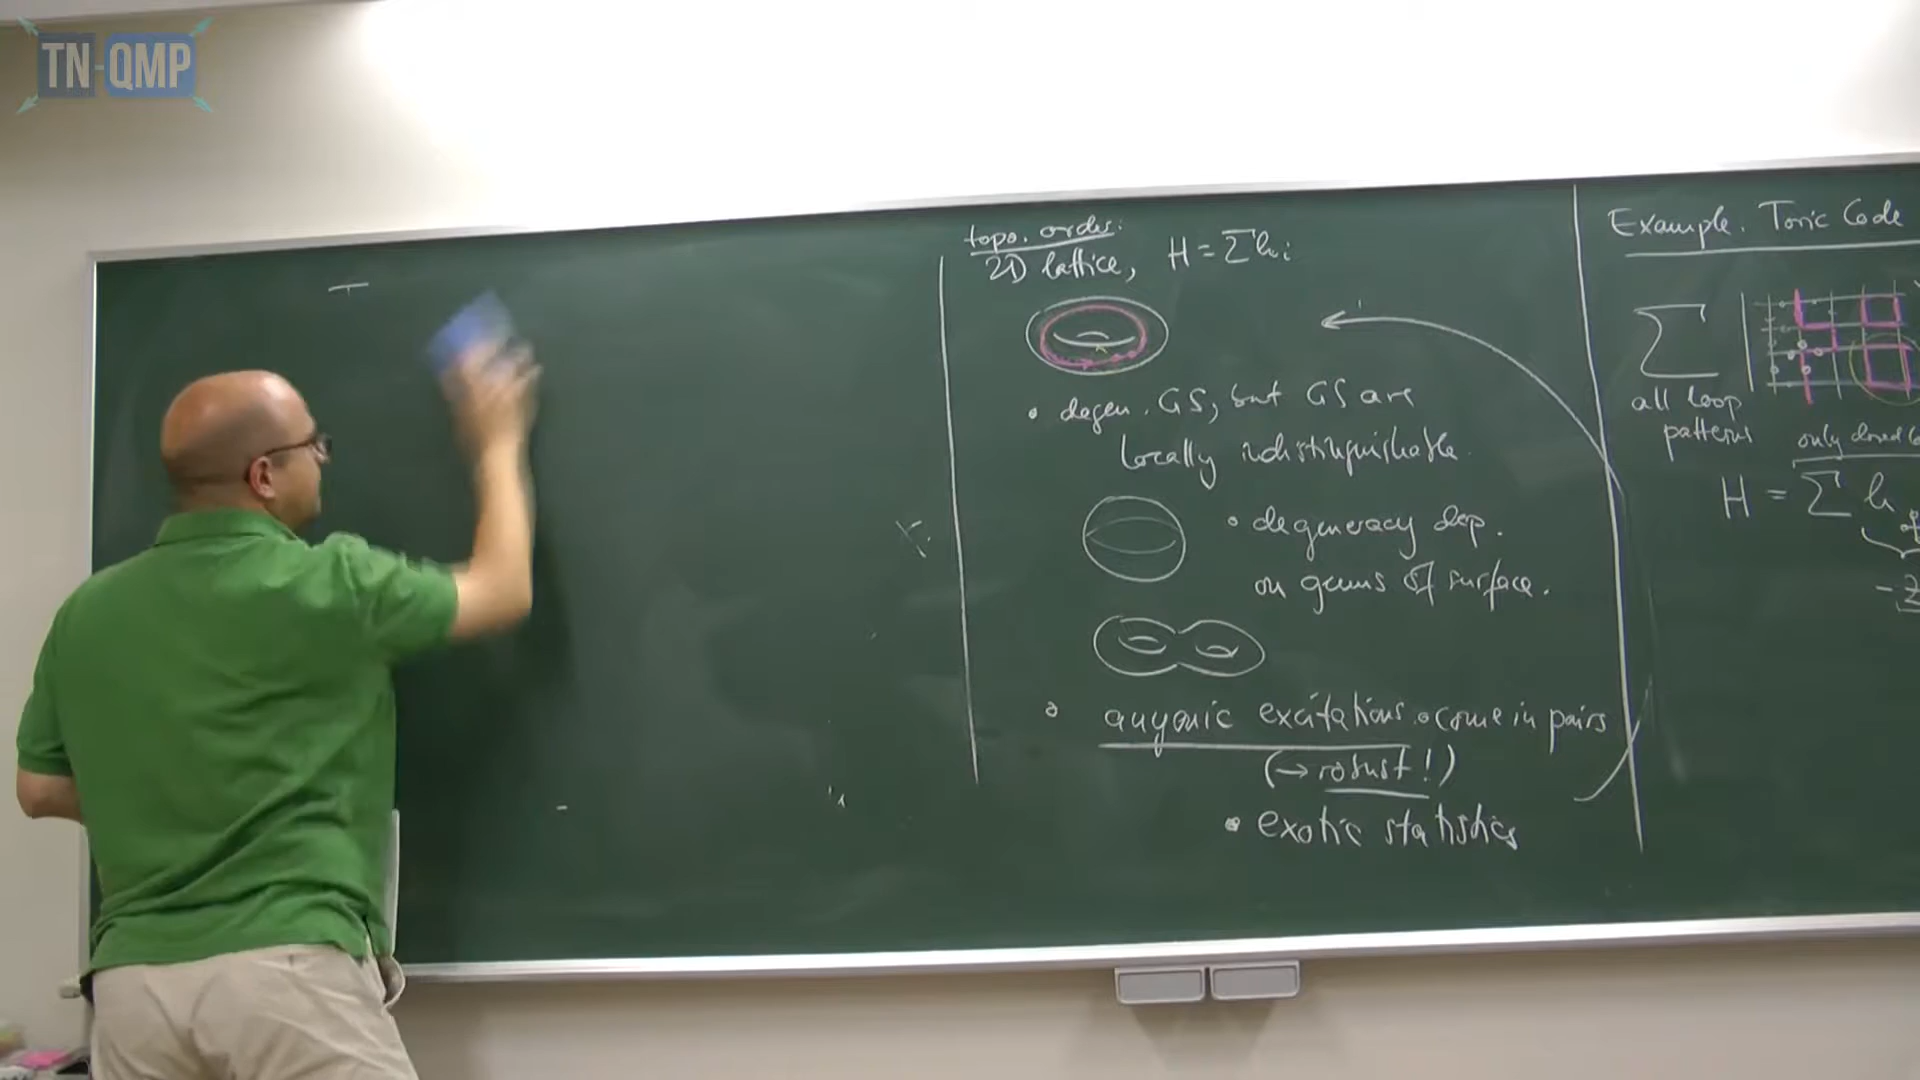 TN-QMP
topo. order:
2D lattice, H = Σ hi
• degen. GS, but GS are
locally indistinguishable.
• degeneracy dep.
on genus of surface.
• anyonic excitations • come in pairs
(→ robust!)
• exotic statistics
Example. Toric Code
Σ
all loop
patterns
only closed
H = Σ h